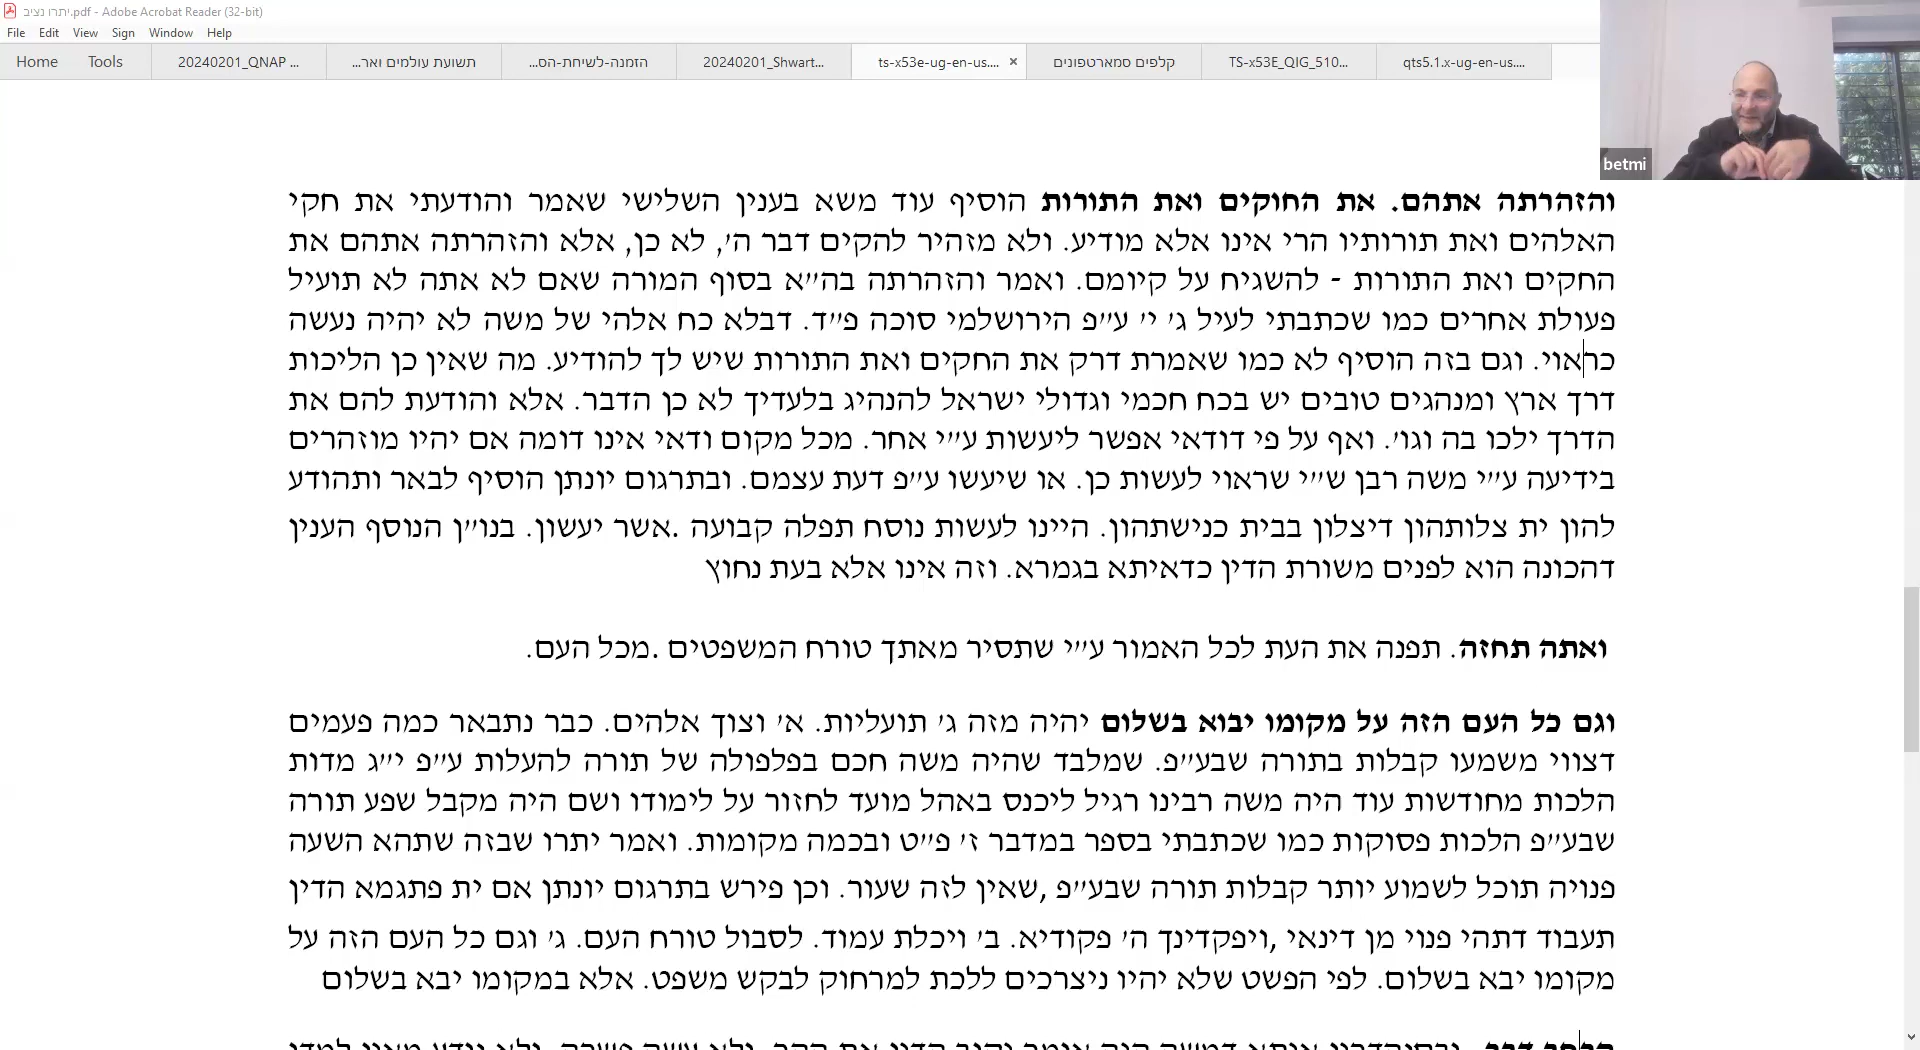 יתרו נציב.pdf - Adobe Acrobat Reader (32-bit)
File Edit View Sign Window Help
Home Tools 20240201_QNAP ... תשועת עולמים ואר... הזמנה-לשיחת-הס... 20240201_Shwart... ts-x53e-ug-en-us.... × קלפים סמארטפונים TS-x53E_QIG_510... qts5.1.x-ug-en-us....
betmi
והזהרתה אתהם. את החוקים ואת התורות הוסיף עוד משא בענין השלישי שאמר והודעתי את חקי
האלהים ואת תורותיו הרי אינו אלא מודיע. ולא מזהיר להקים דבר ה', לא כן, אלא והזהרתה אתהם את
החקים ואת התורות - להשגיח על קיומם. ואמר והזהרתה בה״א בסוף המורה שאם לא אתה לא תועיל
פעולת אחרים כמו שכתבתי לעיל ג' י' ע״פ הירושלמי סוכה פ״ד. דבלא כח אלהי של משה לא יהיה נעשה
כראוי. וגם בזה הוסיף לא כמו שאמרת דרק את החקים ואת התורות שיש לך להודיע. מה שאין כן הליכות
דרך ארץ ומנהגים טובים יש בכח חכמי וגדולי ישראל להנהיג בלעדיך לא כן הדבר. אלא והודעת להם את
הדרך ילכו בה וגו'. ואף על פי דודאי אפשר ליעשות ע״י אחר. מכל מקום ודאי אינו דומה אם יהיו מוזהרים
בידיעה ע״י משה רבן ש״י שראוי לעשות כן. או שיעשו ע״פ דעת עצמם. ובתרגום יונתן הוסיף לבאר ותהודע
להון ית צלותהון דיצלון בבית כנישתהון. היינו לעשות נוסח תפלה קבועה .אשר יעשון. בנו״ן הנוסף הענין
דהכונה הוא לפנים משורת הדין כדאיתא בגמרא. וזה אינו אלא בעת נחוץ
ואתה תחזה. תפנה את העת לכל האמור ע״י שתסיר מאתך טורח המשפטים .מכל העם.
וגם כל העם הזה על מקומו יבוא בשלום יהיה מזה ג' תועליות. א' וצוך אלהים. כבר נתבאר כמה פעמים
דצווי משמעו קבלות בתורה שבע״פ. שמלבד שהיה משה חכם בפלפולה של תורה להעלות ע״פ י״ג מדות
הלכות מחודשות עוד היה משה רבינו רגיל ליכנס באהל מועד לחזור על לימודו ושם היה מקבל שפע תורה
שבע״פ הלכות פסוקות כמו שכתבתי בספר במדבר ז' פ״ט ובכמה מקומות. ואמר יתרו שבזה שתהא השעה
פנויה תוכל לשמוע יותר קבלות תורה שבע״פ ,שאין לזה שעור. וכן פירש בתרגום יונתן אם ית פתגמא הדין
תעבוד דתהי פנוי מן דינאי ,ויפקדינך ה' פקודיא. ב' ויכלת עמוד. לסבול טורח העם. ג' וגם כל העם הזה על
מקומו יבא בשלום. לפי הפשט שלא יהיו ניצרכים ללכת למרחוק לבקש משפט. אלא במקומו יבא בשלום